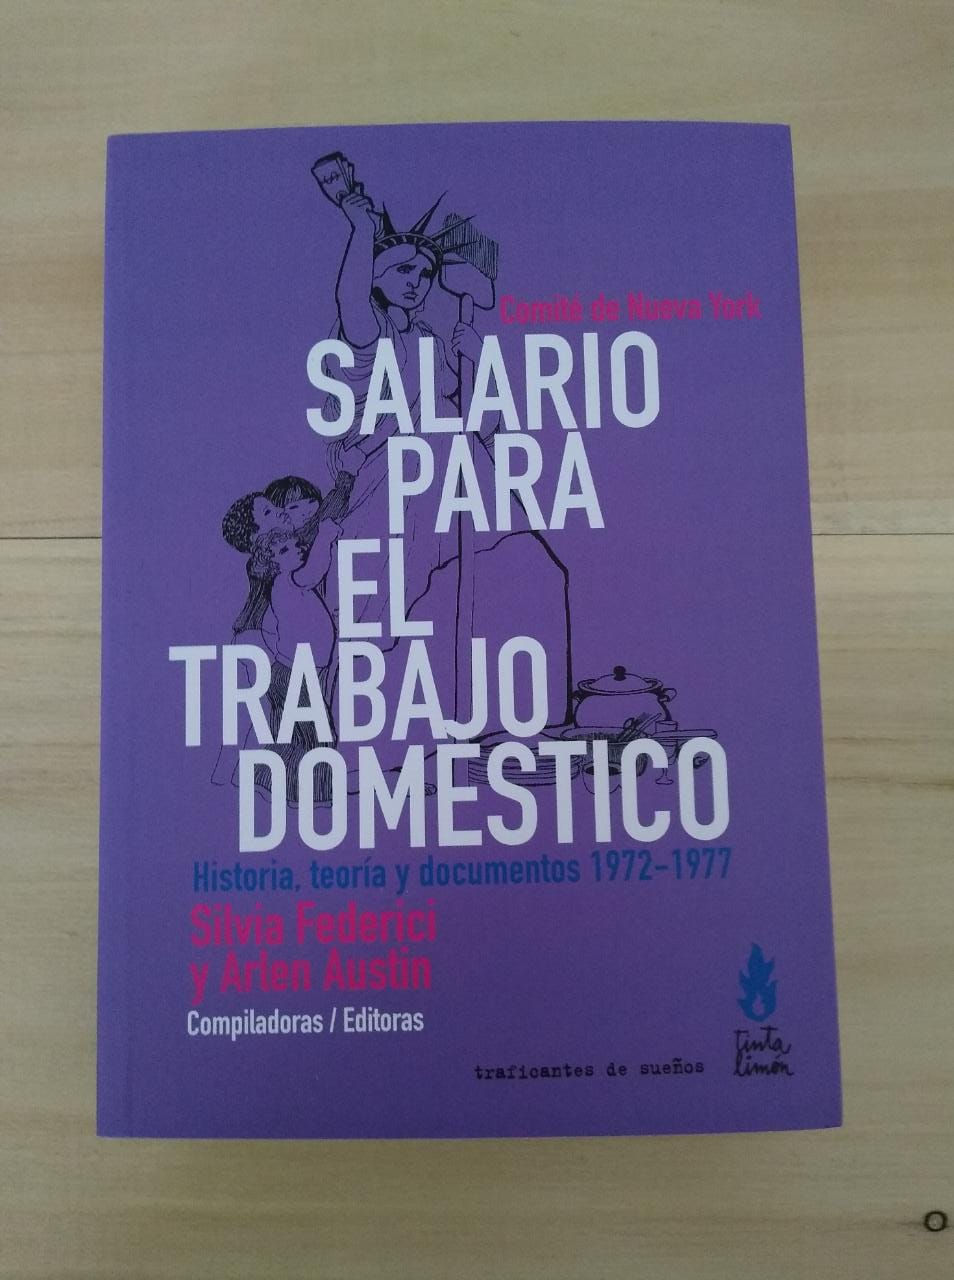 Comité de Nueva York
SALARIO
PARA
EL
TRABAJO
DOMESTICO
Historia, teoría y documentos 1972-1977
Silvia Federici
y Arlen Austin
Compiladoras / Editoras
traficantes de sueños
tinta
limón